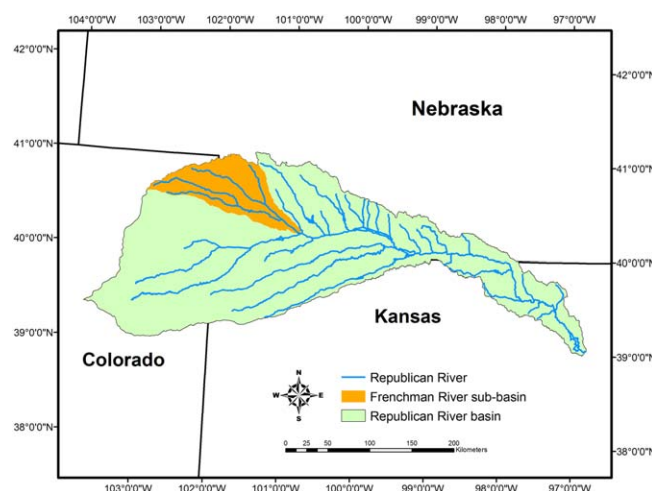 104°0'0"W 103°0'0"W 102°0'0"W 101°0'0"W 100°0'0"W 99°0'0"W 98°0'0"W 97°0'0"W
42°0'0"N
42°0'0"N
Nebraska
41°0'0"N
41°0'0"N
40°0'0"N
40°0'0"N
39°0'0"N
39°0'0"N
Kansas
Colorado
Republican River
Frenchman River sub-basin
Republican River basin
N
W E
S
38°0'0"N
38°0'0"N
0 25 50 100 150 200
Kilometers
103°0'0"W 102°0'0"W 101°0'0"W 100°0'0"W 99°0'0"W 98°0'0"W 97°0'0"W